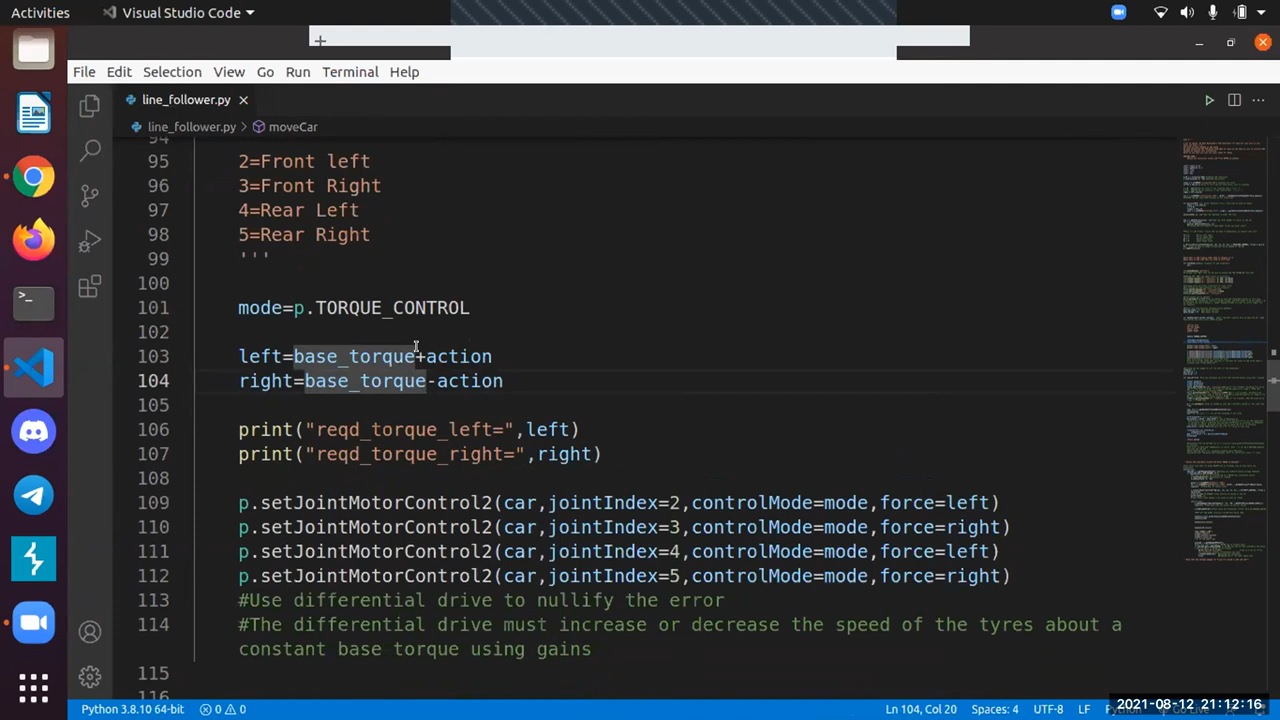 Activities
Visual Studio Code
File Edit Selection View Go Run Terminal Help
line_follower.py
line_follower.py > moveCar
94
95 2=Front left
96 3=Front Right
97 4=Rear Left
98 5=Rear Right
99 '''
100
101 mode=p.TORQUE_CONTROL
102
103 left=base_torque+action
104 right=base_torque-action
105
106 print("reqd_torque_left=",left)
107 print("reqd_torque_right=",right)
108
109 p.setJointMotorControl2(car,jointIndex=2,controlMode=mode,force=left)
110 p.setJointMotorControl2(car,jointIndex=3,controlMode=mode,force=right)
111 p.setJointMotorControl2(car,jointIndex=4,controlMode=mode,force=left)
112 p.setJointMotorControl2(car,jointIndex=5,controlMode=mode,force=right)
113 #Use differential drive to nullify the error
114 #The differential drive must increase or decrease the speed of the tyres about a
constant base torque using gains
115
116
Python 3.8.10 64-bit 0 0 Ln 104, Col 20 Spaces: 4 UTF-8 LF Python
2021-08-12 21:12:16